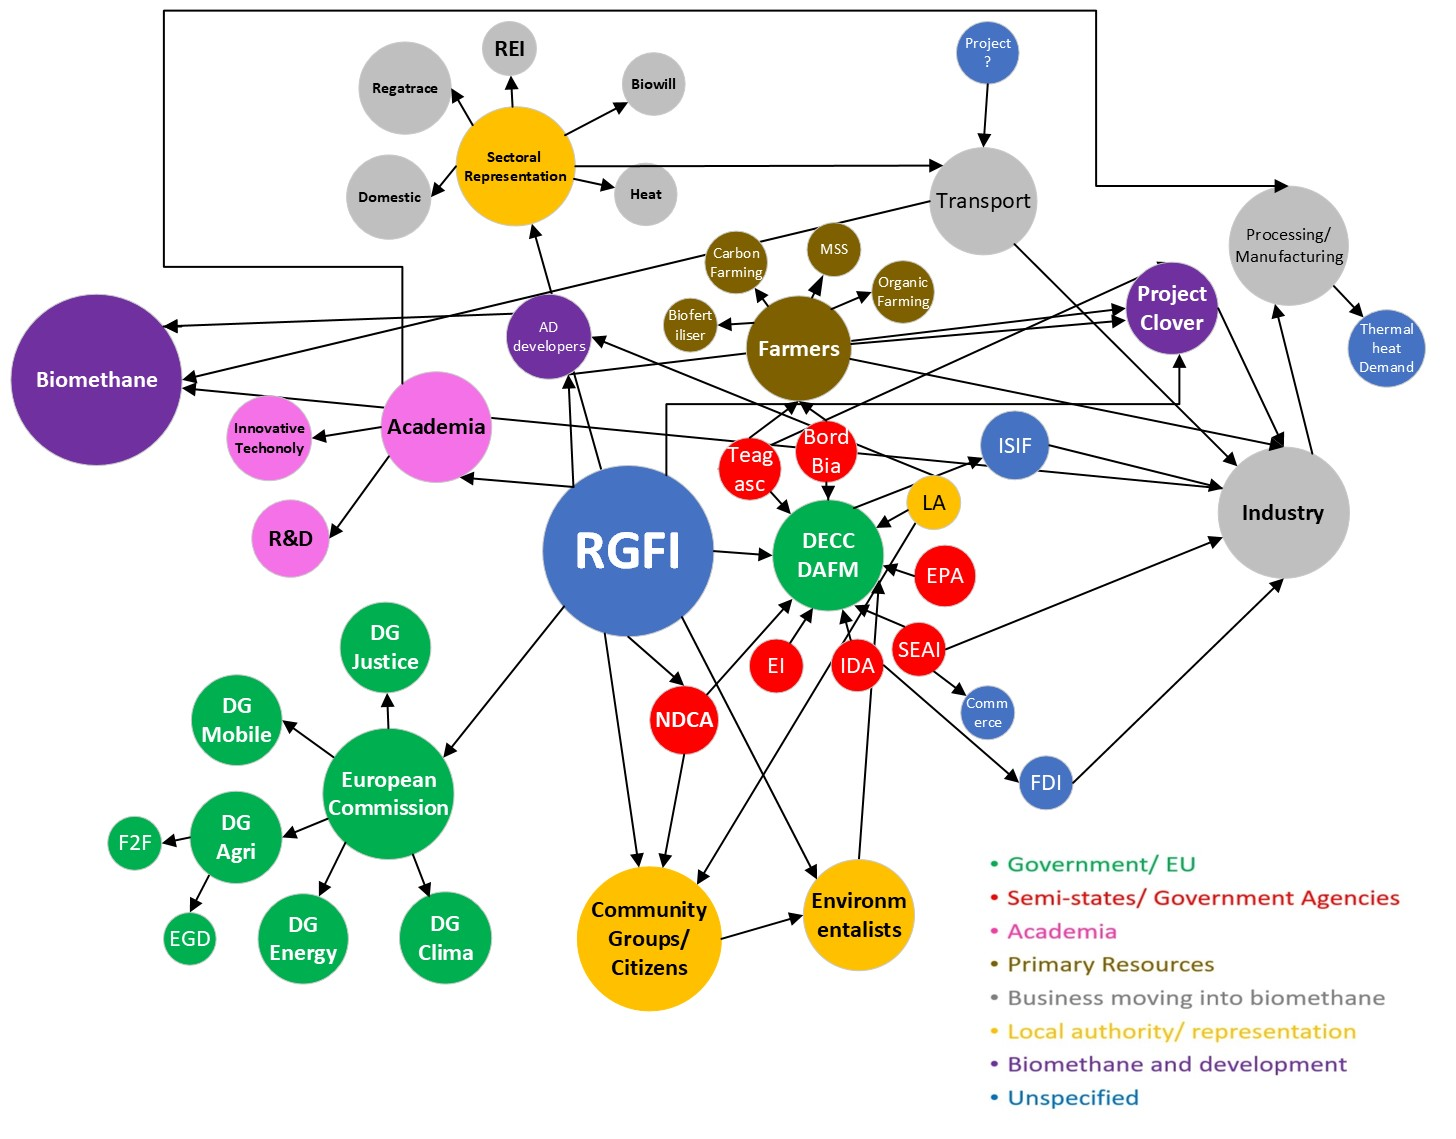 REI
Project
?
Regatrace
Biowill
Sectoral
Representation
Domestic
Heat
Transport
Processing/
Manufacturing
Carbon
Farming
MSS
Organic
Farming
Project
Clover
Biofert
iliser
AD
developers
Farmers
Thermal
heat
Demand
Biomethane
Academia
Innovative
Techonoly
Teag
asc
Bord
Bia
ISIF
LA
Industry
R&D
RGFI
DECC
DAFM
EPA
DG
Justice
EI
IDA
SEAI
DG
Mobile
NDCA
Comm
erce
European
Commission
FDI
F2F
DG
Agri
EGD
DG
Energy
DG
Clima
Community
Groups/
Citizens
Environm
entalists
• Government/ EU
• Semi-states/ Government Agencies
• Academia
• Primary Resources
• Business moving into biomethane
• Local authority/ representation
• Biomethane and development
• Unspecified